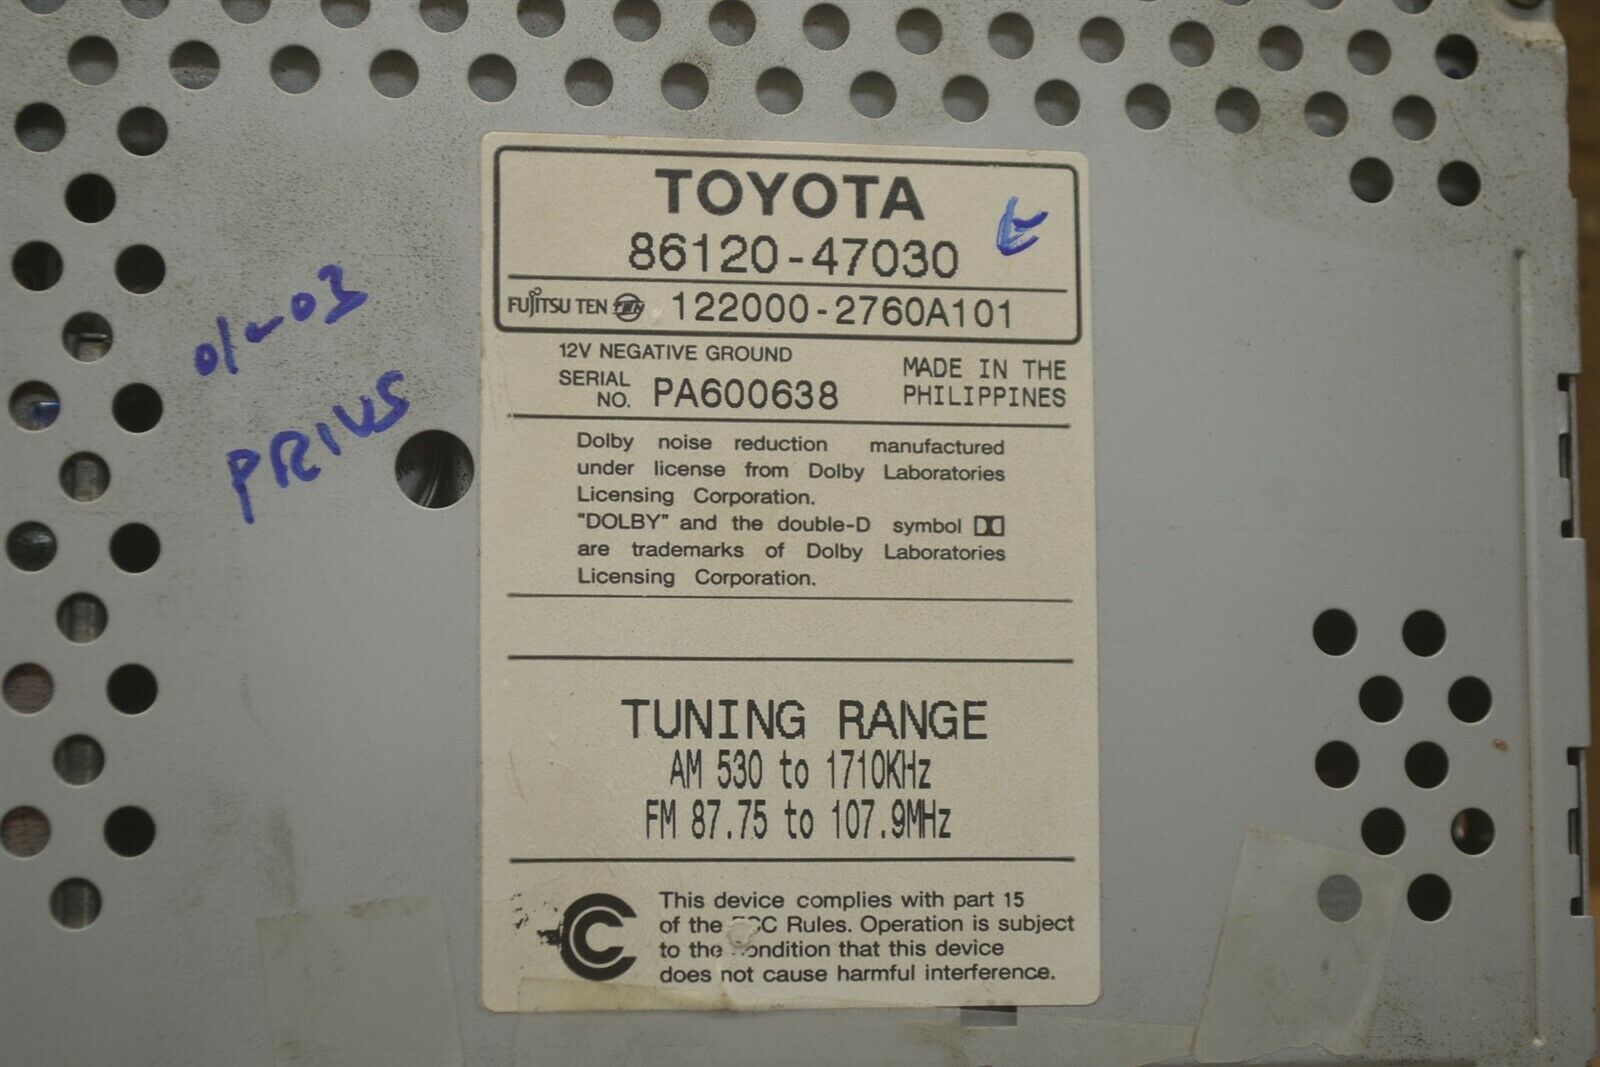 TOYOTA
86120-47030
FUJITSU TEN TEN 122000-2760A101
12V NEGATIVE GROUND
SERIAL NO. PA600638
MADE IN THE
PHILIPPINES
Dolby noise reduction manufactured
under license from Dolby Laboratories
Licensing Corporation.
"DOLBY" and the double-D symbol
are trademarks of Dolby Laboratories
Licensing Corporation.
TUNING RANGE
AM 530 to 1710KHz
FM 87.75 to 107.9MHz
This device complies with part 15
of the Rules. Operation is subject
to the that this device
does not cause harmful interference.
01-03
PRIUS